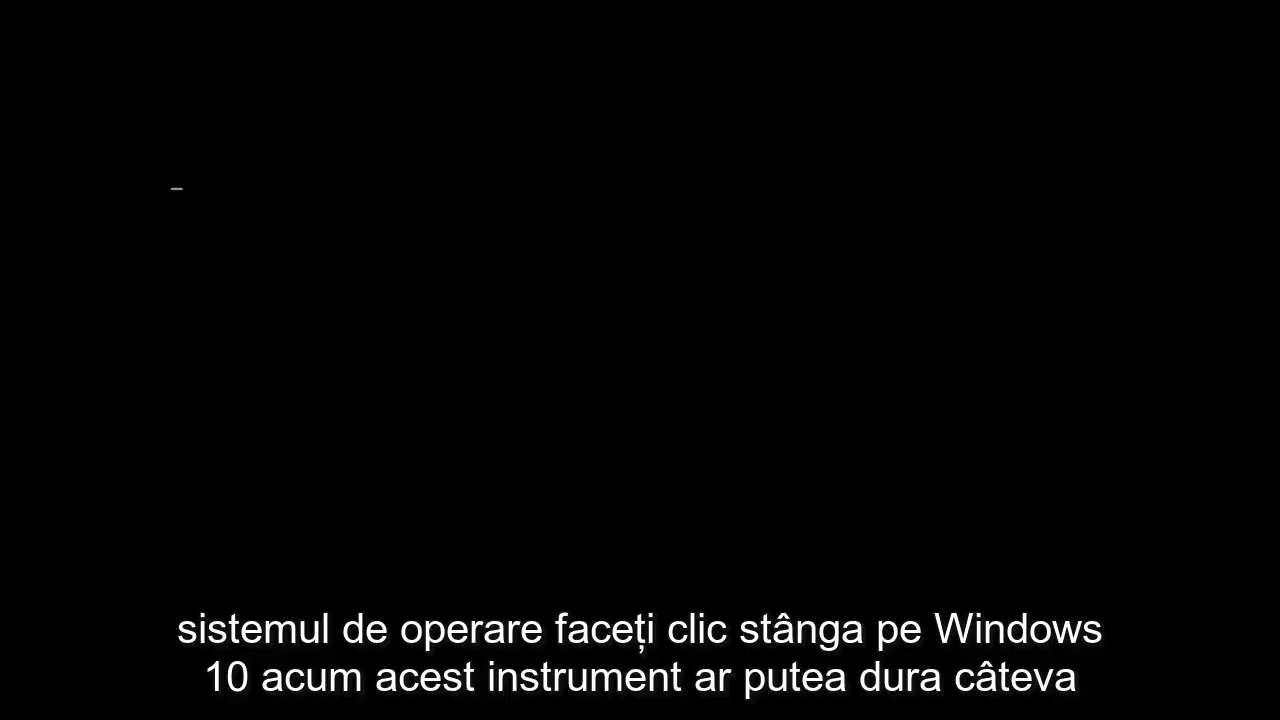 sistemul de operare faceți clic stânga pe Windows
10 acum acest instrument ar putea dura câteva